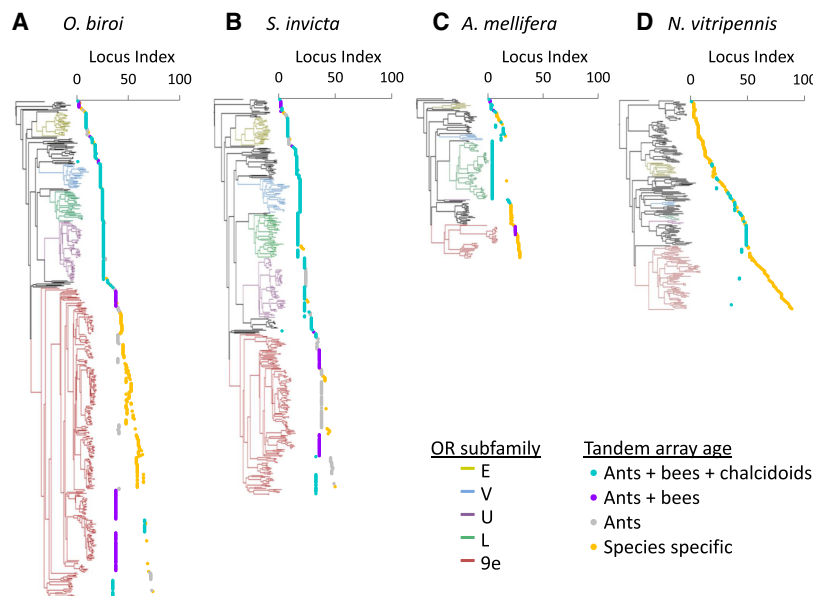 A O. biroi
B S. invicta
C A. mellifera
D N. vitripennis
Locus Index
0 50 100
Locus Index
0 50 100
Locus Index
0 50 100
Locus Index
0 50 100
OR subfamily
E
V
U
L
9e
Tandem array age
Ants + bees + chalcidoids
Ants + bees
Ants
Species specific